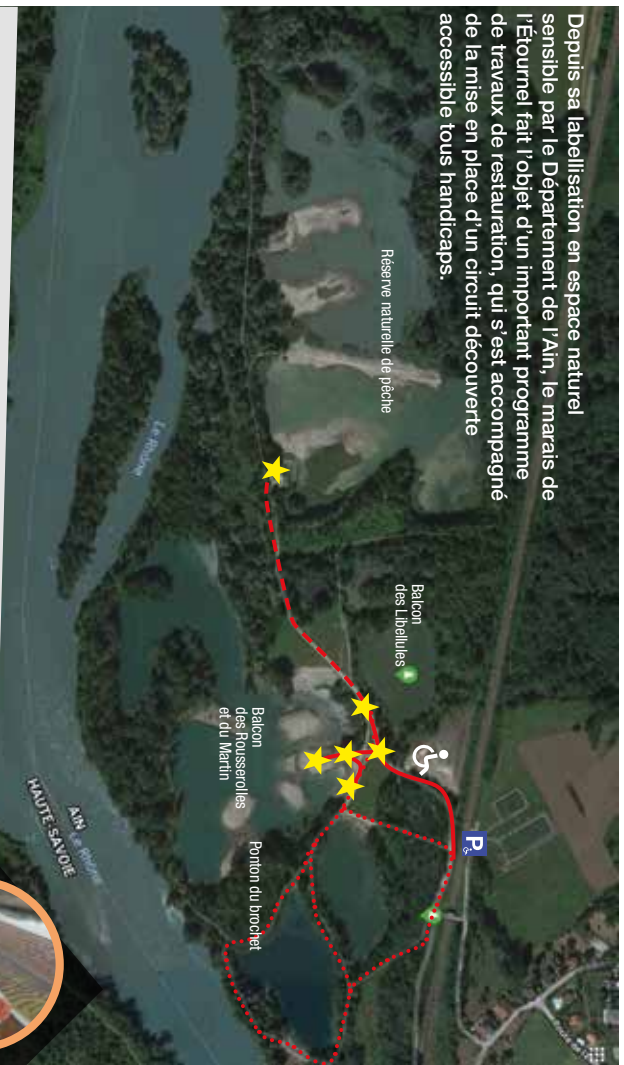 Depuis sa labellisation en espace naturel
sensible par le Département de l'Ain, le marais de
l'Étournel fait l'objet d'un important programme
de travaux de restauration, qui s'est accompagné
de la mise en place d'un circuit découverte
accessible tous handicaps.
Réserve naturelle de pêche
Le Rhône
Balcon
des Libellules
Balcon
des Rousserolles
et du Martin
P
Ponton du brochet
AIN
Le Rhône
HAUTE-SAVOIE